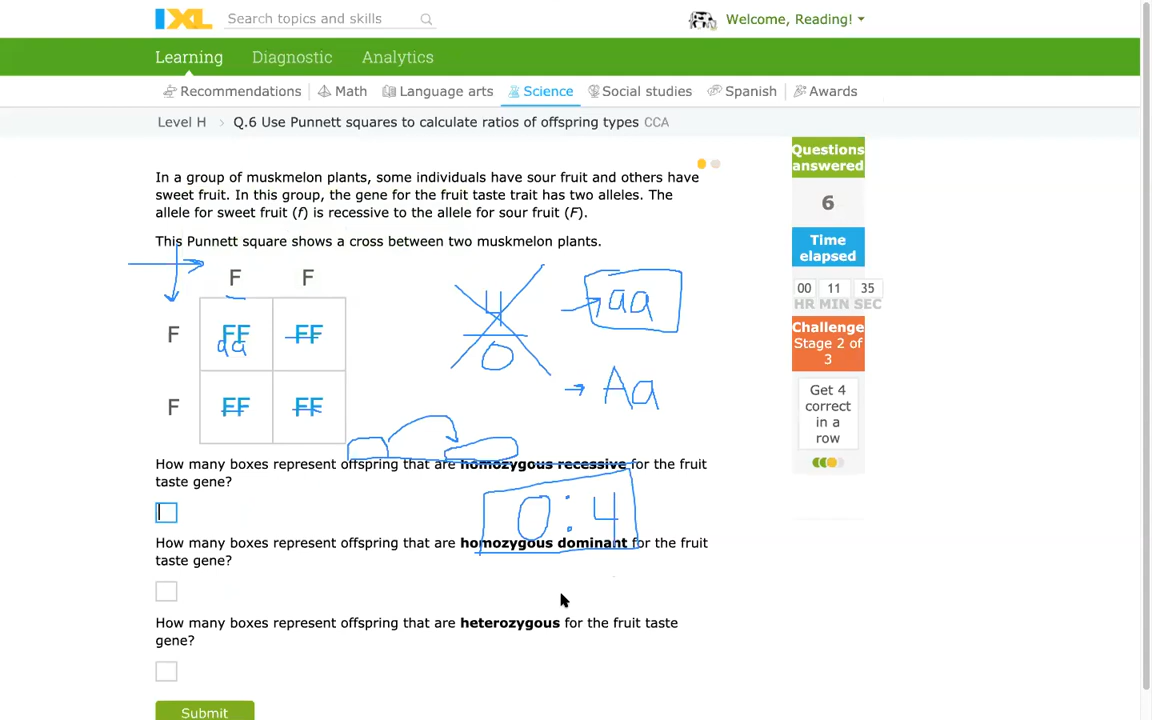 IXL Search topics and skills Welcome, Reading!
Learning Diagnostic Analytics
Recommendations Math Language arts Science Social studies Spanish Awards
Level H > Q.6 Use Punnett squares to calculate ratios of offspring types CCA
In a group of muskmelon plants, some individuals have sour fruit and others have
sweet fruit. In this group, the gene for the fruit taste trait has two alleles. The
allele for sweet fruit (f) is recessive to the allele for sour fruit (F).
This Punnett square shows a cross between two muskmelon plants.
F F
F FF FF
aa
F FF FF
4
0
aa
Aa
How many boxes represent offspring that are homozygous recessive for the fruit
taste gene?
0:4
How many boxes represent offspring that are homozygous dominant for the fruit
taste gene?
How many boxes represent offspring that are heterozygous for the fruit taste
gene?
Submit
Questions
answered
6
Time
elapsed
00 11 35
HR MIN SEC
Challenge
Stage 2 of
3
Get 4
correct
in a
row